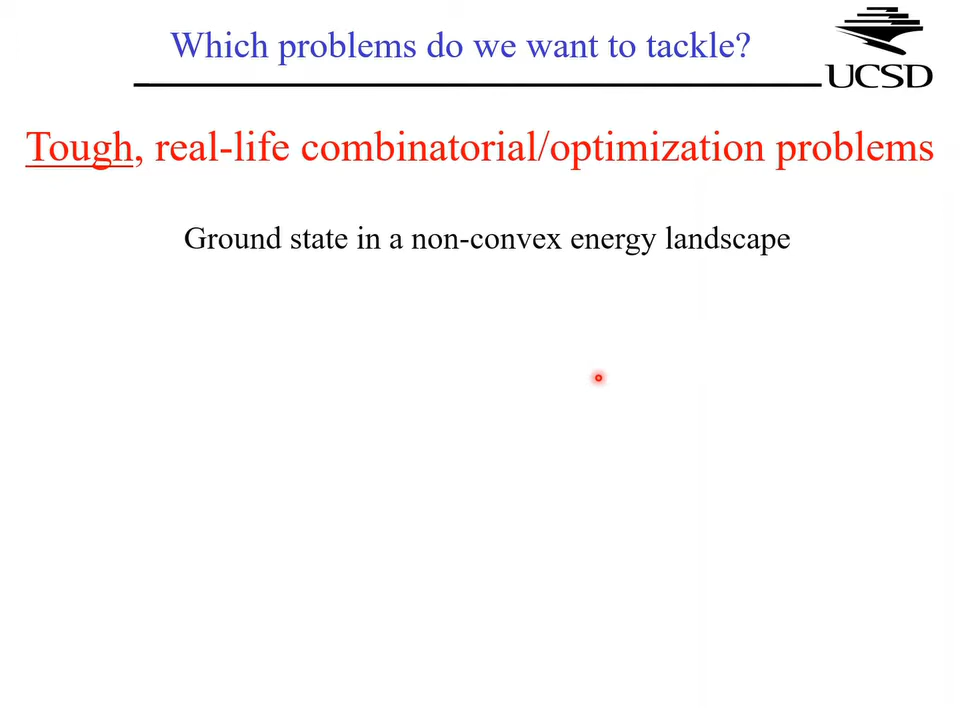 Which problems do we want to tackle?
UCSD
Tough, real-life combinatorial/optimization problems
Ground state in a non-convex energy landscape